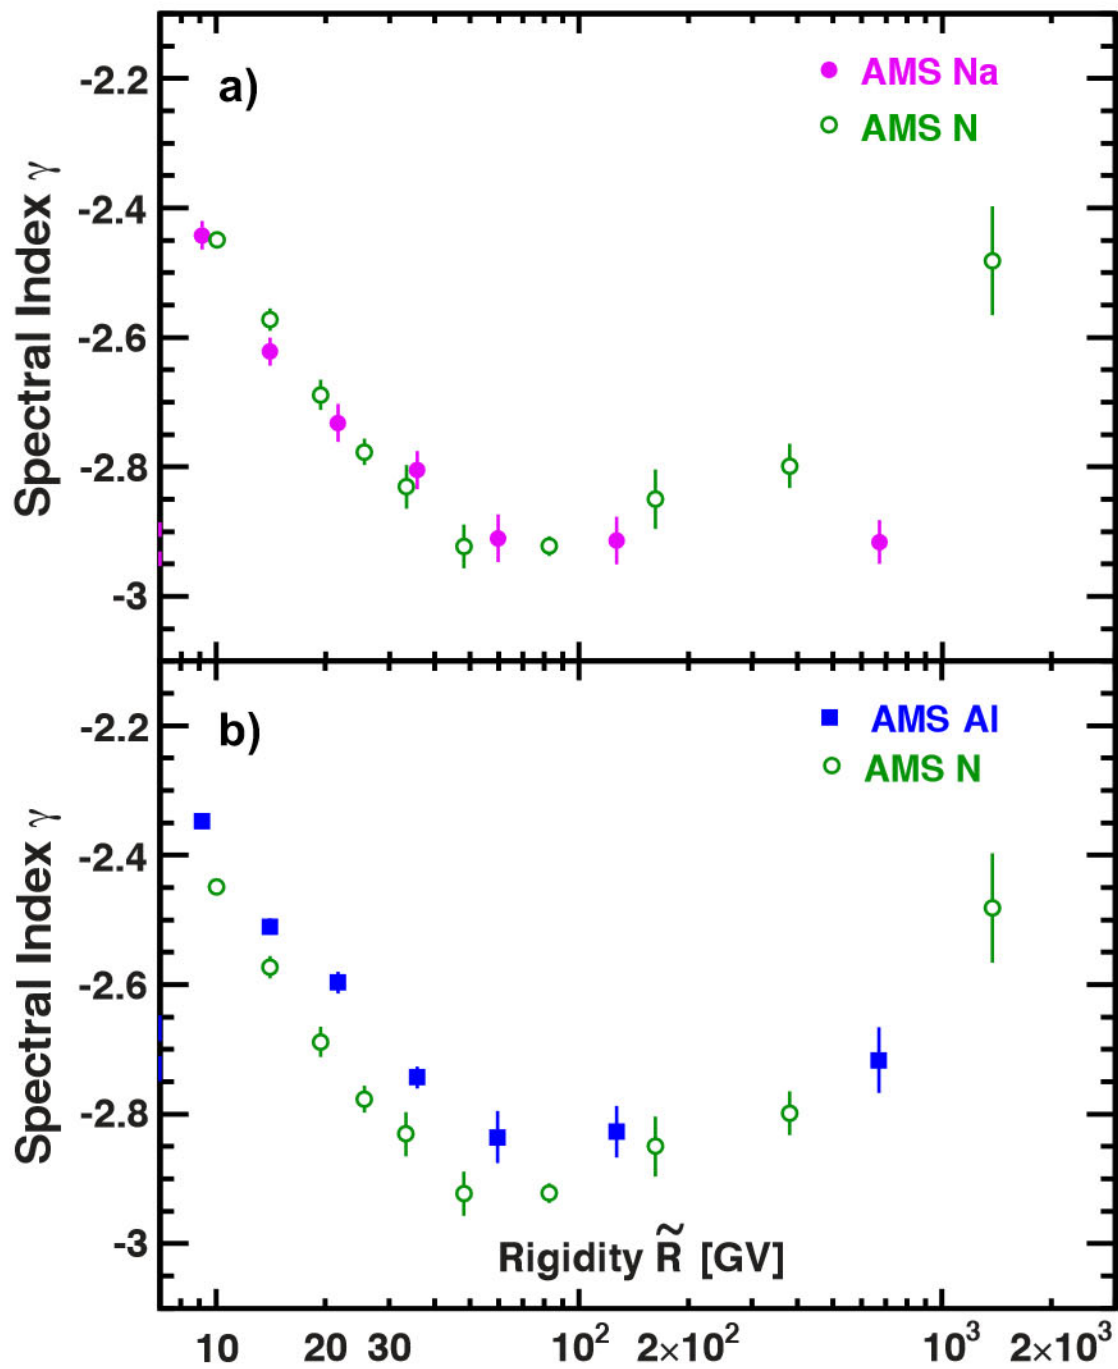 a)
AMS Na
AMS N
Spectral Index γ
-2.2
-2.4
-2.6
-2.8
-3
b)
AMS Al
AMS N
Spectral Index γ
-2.2
-2.4
-2.6
-2.8
-3
Rigidity R̃ [GV]
10 20 30 10² 2×10² 10³ 2×10³